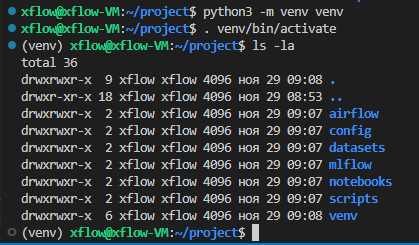 xflow@xflow-VM:~/project$ python3 -m venv venv
xflow@xflow-VM:~/project$ . venv/bin/activate
(venv) xflow@xflow-VM:~/project$ ls -la
total 36
drwxrwxr-x  9 xflow xflow 4096 ноя 29 09:08 .
drwxr-xr-x 18 xflow xflow 4096 ноя 29 08:53 ..
drwxrwxr-x  2 xflow xflow 4096 ноя 29 09:07 airflow
drwxrwxr-x  2 xflow xflow 4096 ноя 29 09:07 config
drwxrwxr-x  2 xflow xflow 4096 ноя 29 09:07 datasets
drwxrwxr-x  2 xflow xflow 4096 ноя 29 09:07 mlflow
drwxrwxr-x  2 xflow xflow 4096 ноя 29 09:07 notebooks
drwxrwxr-x  2 xflow xflow 4096 ноя 29 09:07 scripts
drwxrwxr-x  6 xflow xflow 4096 ноя 29 09:08 venv
(venv) xflow@xflow-VM:~/project$